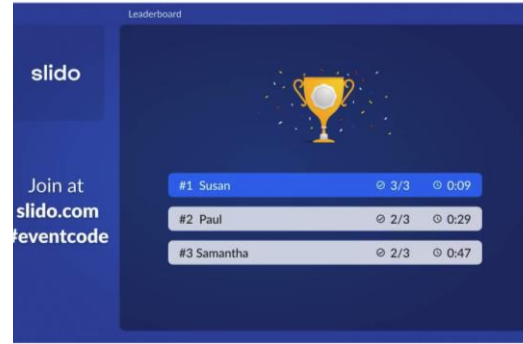 Leaderboard
slido
Join at
slido.com
#eventcode
#1 Susan 3/3 0:09
#2 Paul 2/3 0:29
#3 Samantha 2/3 0:47